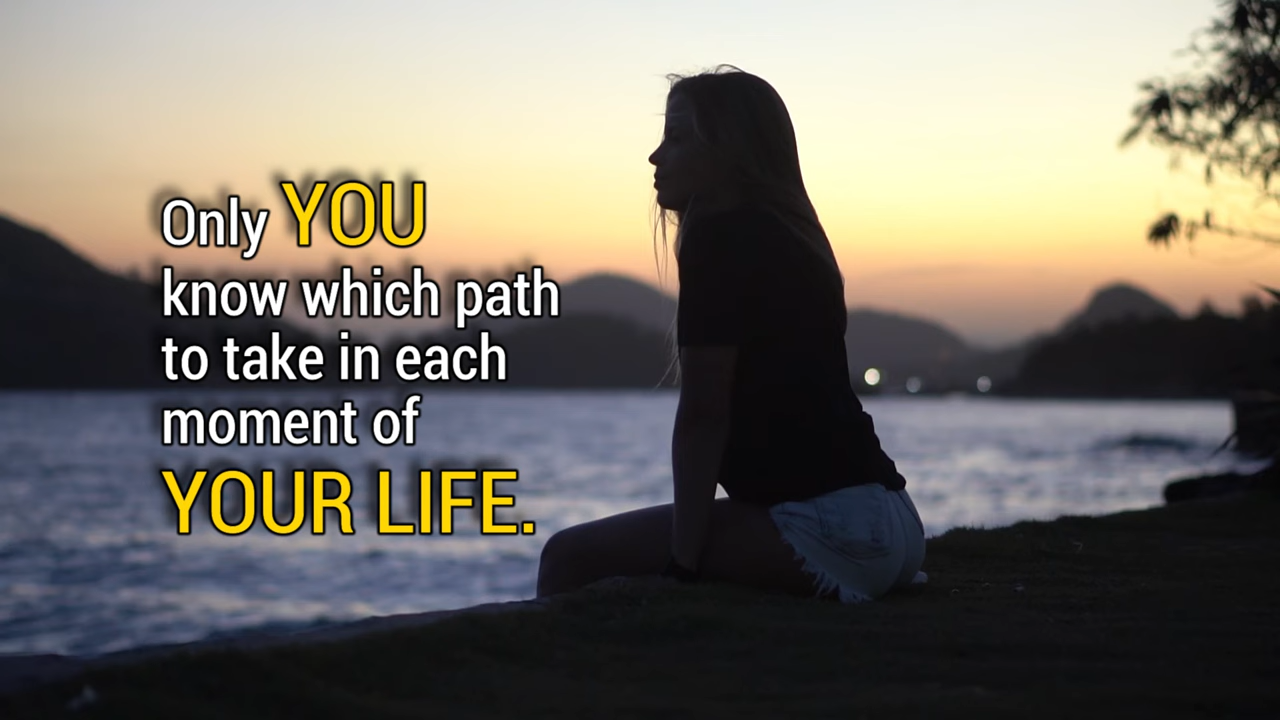 Only YOU
know which path
to take in each
moment of
YOUR LIFE.